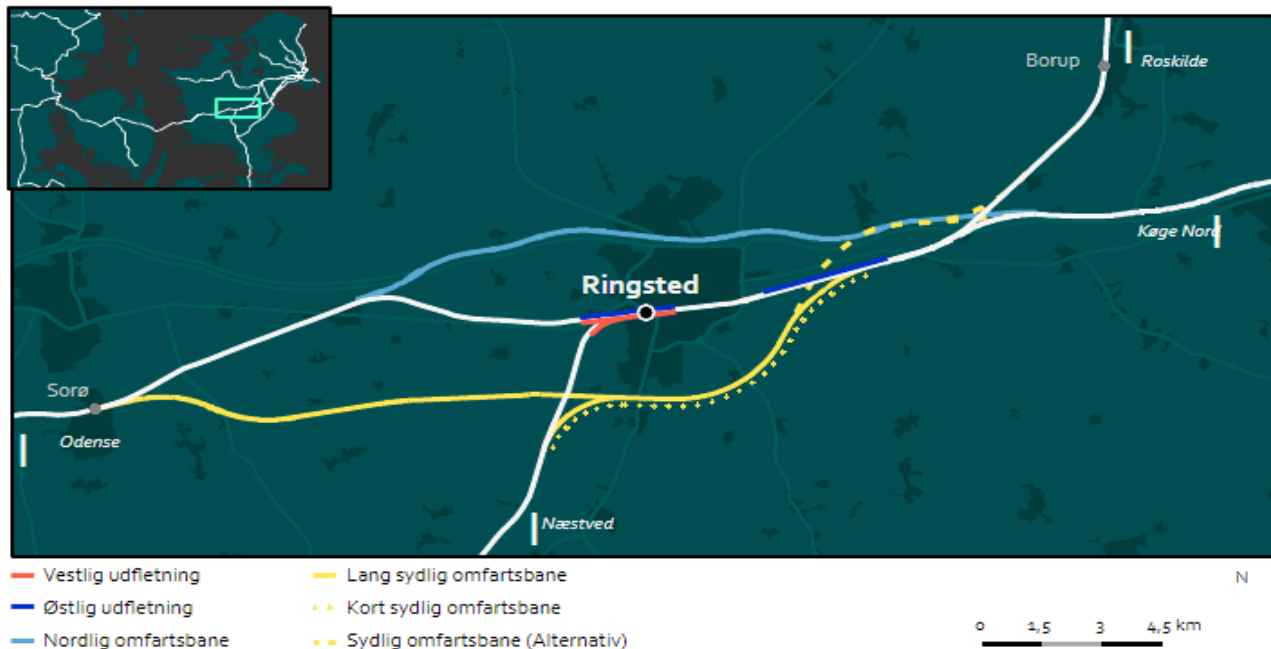 Borup
Roskilde
Køge Nord
Ringsted
Sorø
Odense
Næstved
Vestlig udfletning
Østlig udfletning
Nordlig omfartsbane
Lang sydlig omfartsbane
Kort sydlig omfartsbane
Sydlig omfartsbane (Alternativ)
N
0 1,5 3 4,5 km